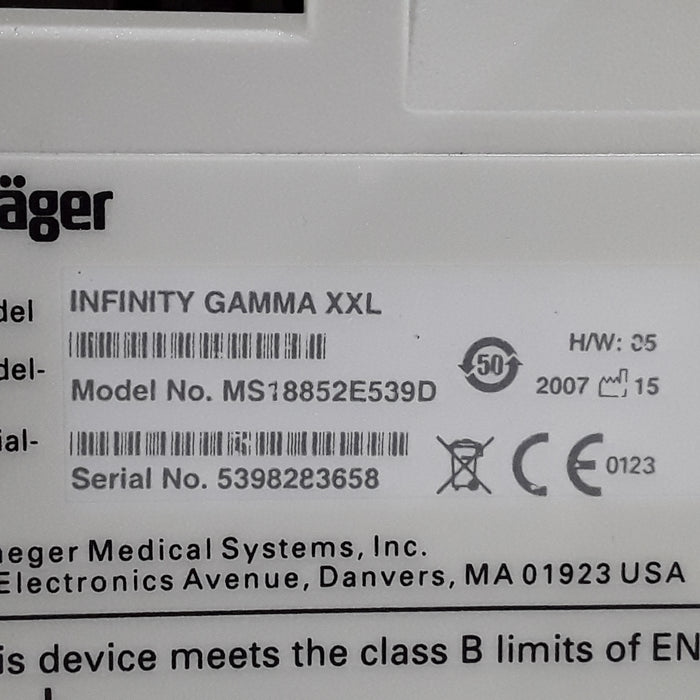 äger
del INFINITY GAMMA XXL
H/W: 05
del-
Model No. MS18852E539D
50
2007 15
ial-
Serial No. 5398283658
0123
aeger Medical Systems, Inc.
Electronics Avenue, Danvers, MA 01923 USA
is device meets the class B limits of EN